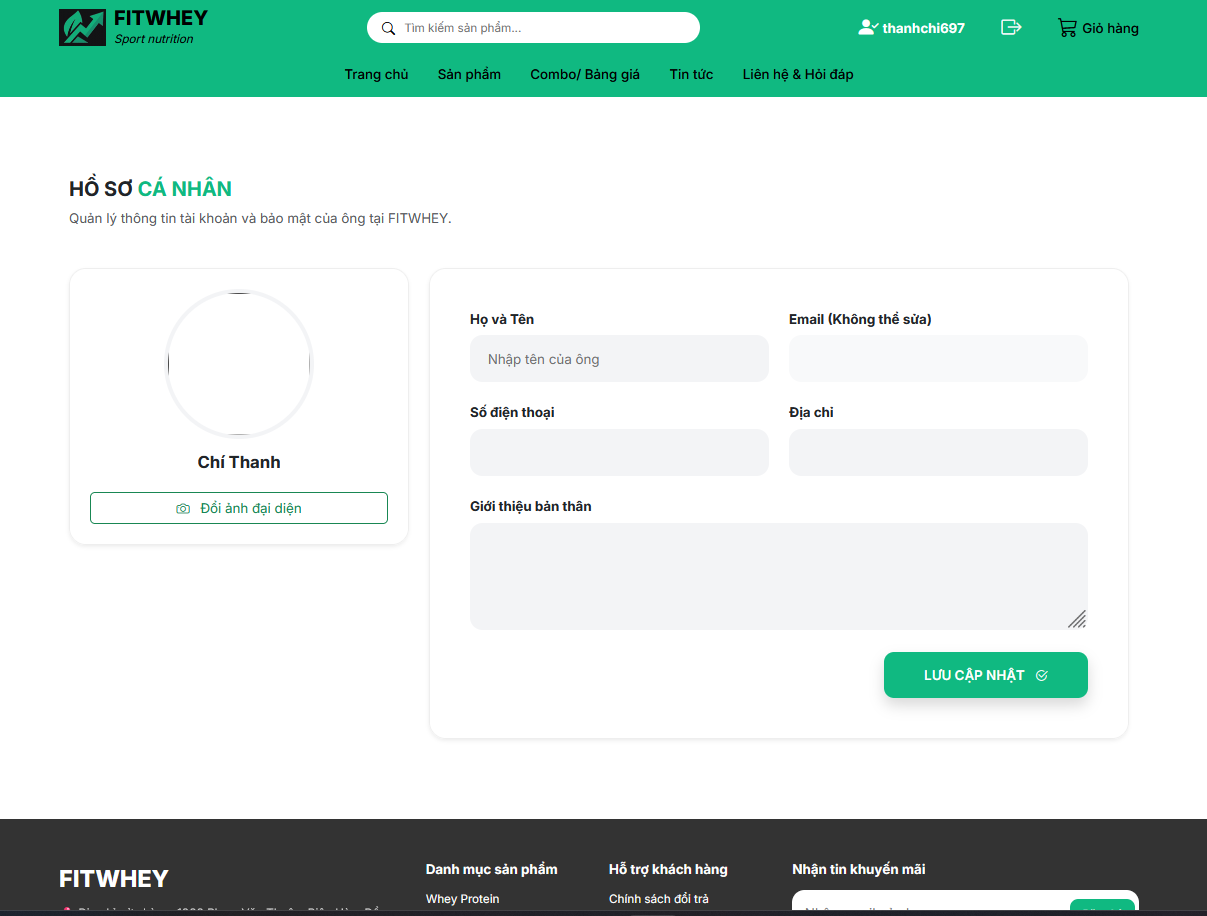 FITWHEY
Sport nutrition
Tìm kiếm sản phẩm...
thanhchi697
Giỏ hàng
Trang chủ
Sản phẩm
Combo/ Bảng giá
Tin tức
Liên hệ & Hỏi đáp
HỒ SƠ CÁ NHÂN
Quản lý thông tin tài khoản và bảo mật của ông tại FITWHEY.
Chí Thanh
Đổi ảnh đại diện
Họ và Tên
Nhập tên của ông
Email (Không thể sửa)
Số điện thoại
Địa chỉ
Giới thiệu bản thân
LƯU CẬP NHẬT
FITWHEY
Danh mục sản phẩm
Whey Protein
Hỗ trợ khách hàng
Chính sách đổi trả
Nhận tin khuyến mãi